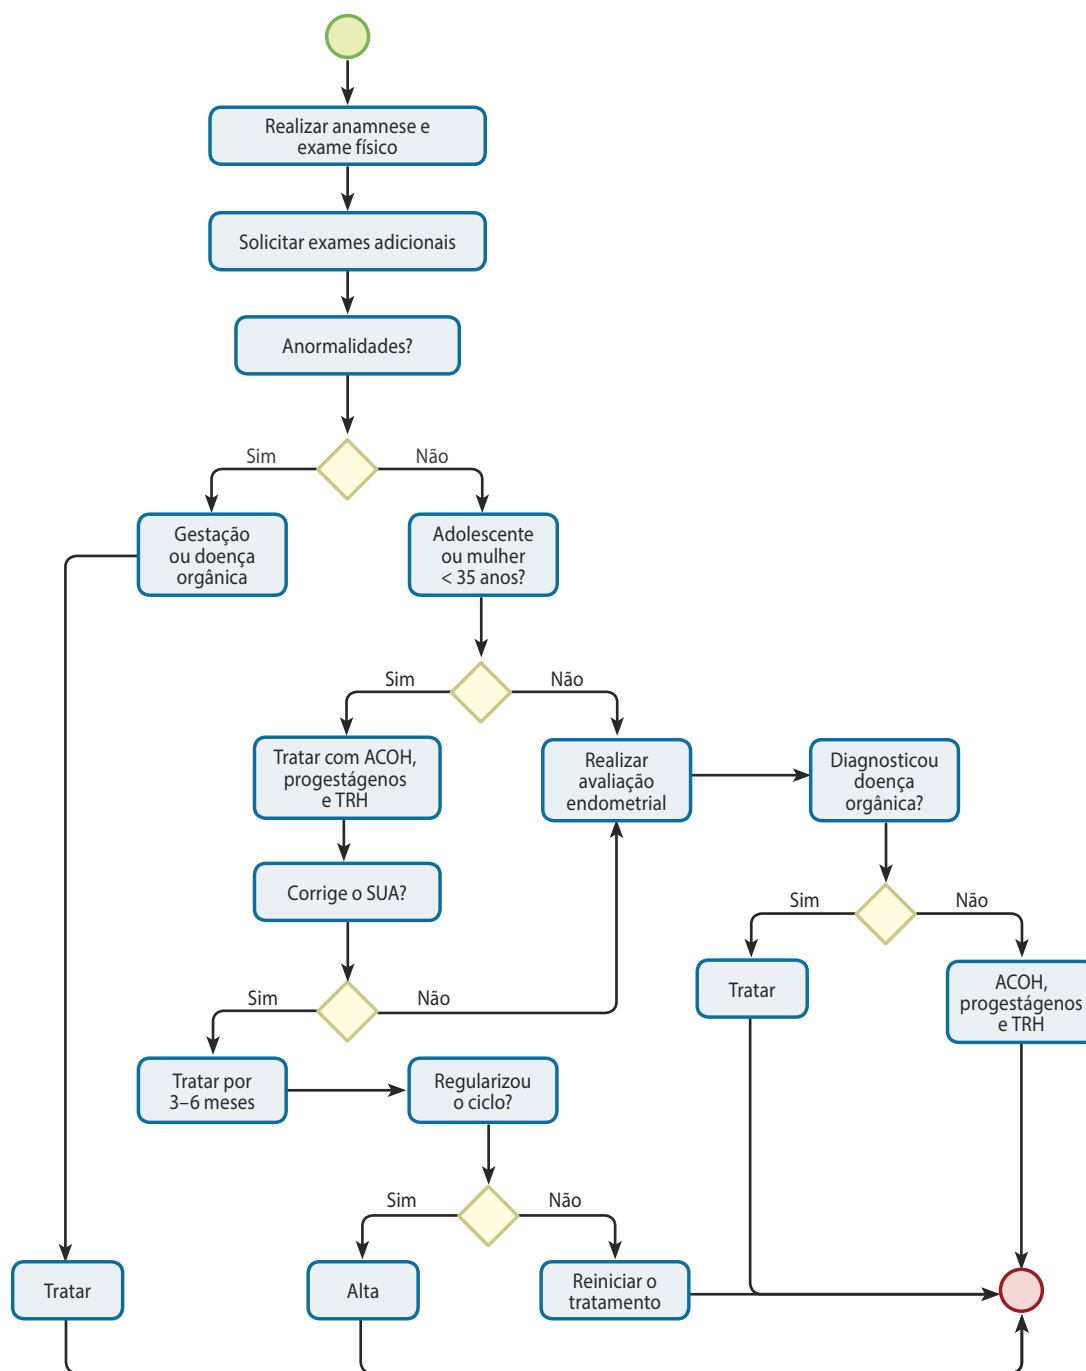 Realizar anamnese e
exame físico
Solicitar exames adicionais
Anormalidades?
Sim
Não
Gestação
ou doença
orgânica
Adolescente
ou mulher
< 35 anos?
Sim
Não
Tratar com ACOH,
progestágenos
e TRH
Realizar
avaliação
endometrial
Diagnosticou
doença
orgânica?
Corrige o SUA?
Sim
Não
Sim
Não
Tratar
ACOH,
progestágenos
e TRH
Tratar por
3–6 meses
Regularizou
o ciclo?
Sim
Não
Tratar
Alta
Reiniciar o
tratamento